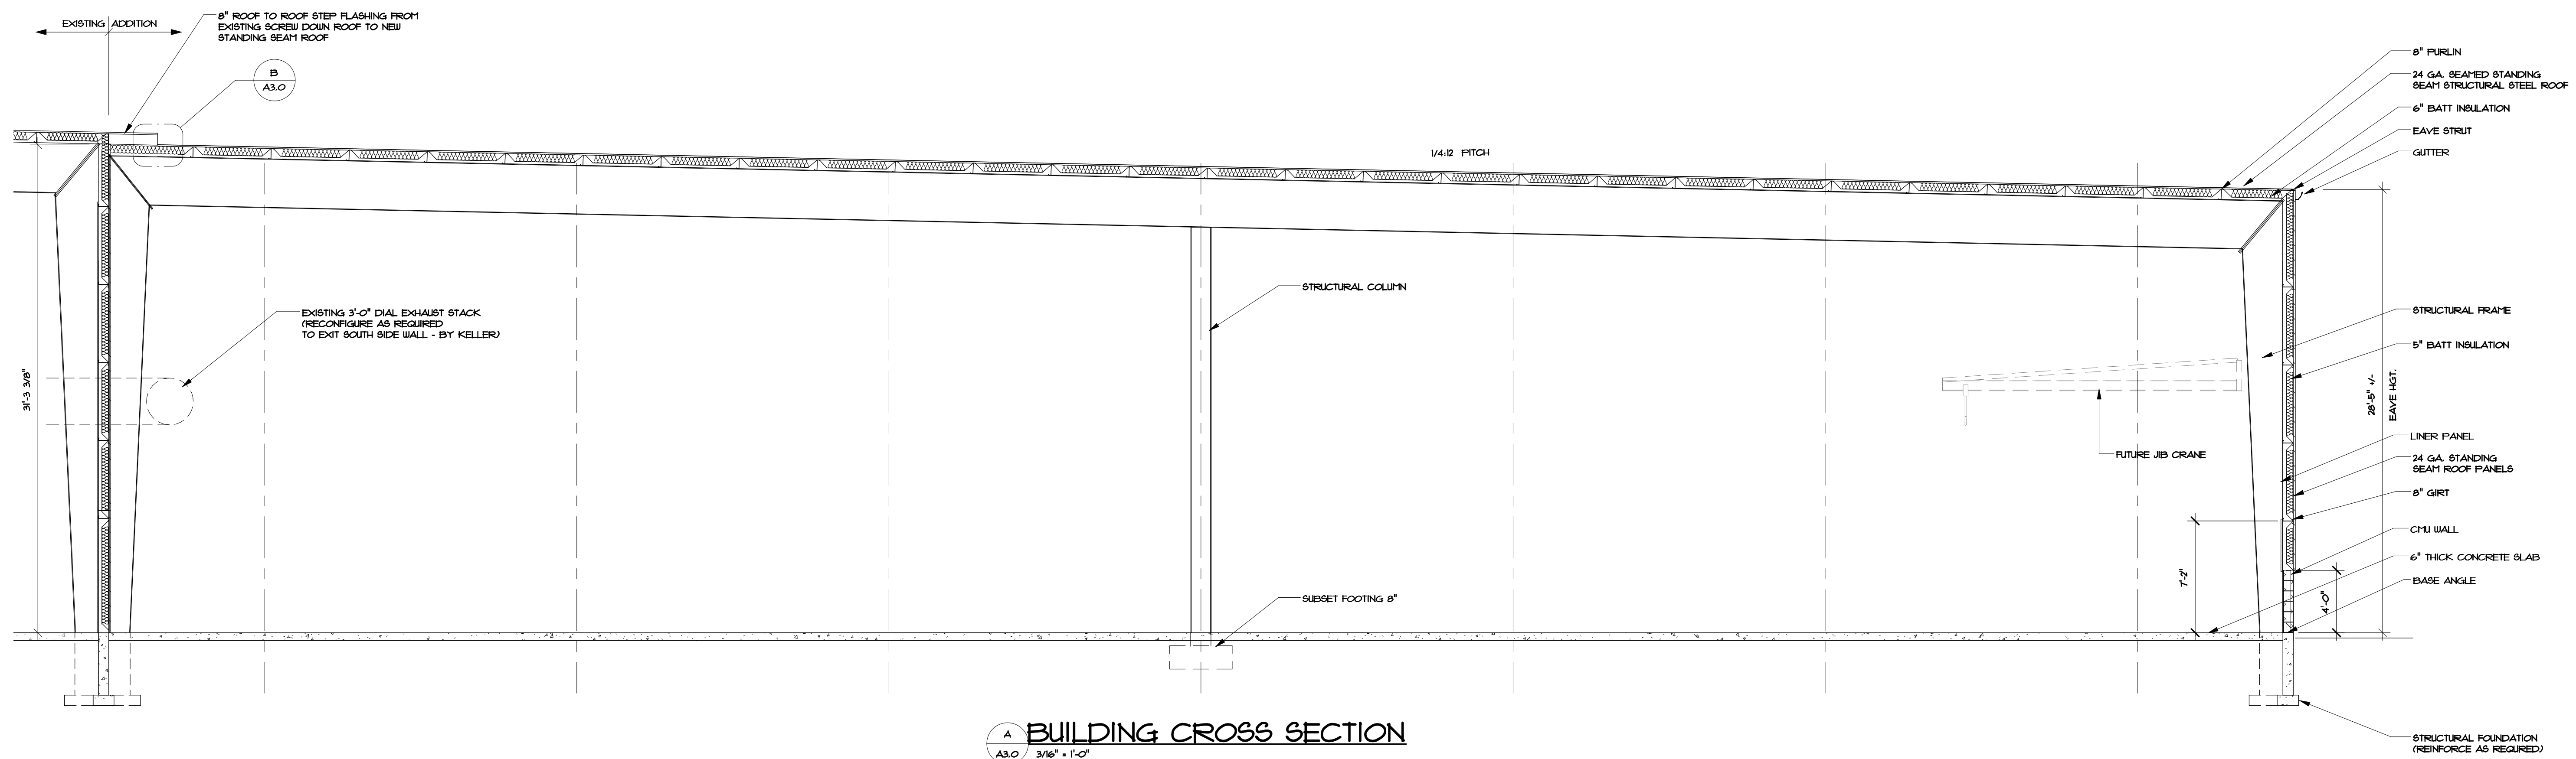 EXISTING ADDITION
8" ROOF TO ROOF STEP FLASHING FROM
EXISTING SCREW DOWN ROOF TO NEW
STANDING SEAM ROOF
B
A3.0
1/4:12 PITCH
8" PURLIN
24 GA. SEAMED STANDING
SEAM STRUCTURAL STEEL ROOF
6" BATT INSULATION
EAVE STRUT
GUTTER
STRUCTURAL COLUMN
EXISTING 3'-0" DIAL EXHAUST STACK
(RECONFIGURE AS REQUIRED
TO EXIT SOUTH SIDE WALL - BY KELLER)
31'-3 3/8"
STRUCTURAL FRAME
5" BATT INSULATION
28'-5" +/-
EAVE HGT.
FUTURE JIB CRANE
LINER PANEL
24 GA. STANDING
SEAM ROOF PANELS
8" GIRT
CMU WALL
6" THICK CONCRETE SLAB
BASE ANGLE
7'-2"
4'-0"
SUBSET FOOTING 8"
A
A3.0
BUILDING CROSS SECTION
3/16" = 1'-0"
STRUCTURAL FOUNDATION
(REINFORCE AS REQURED)